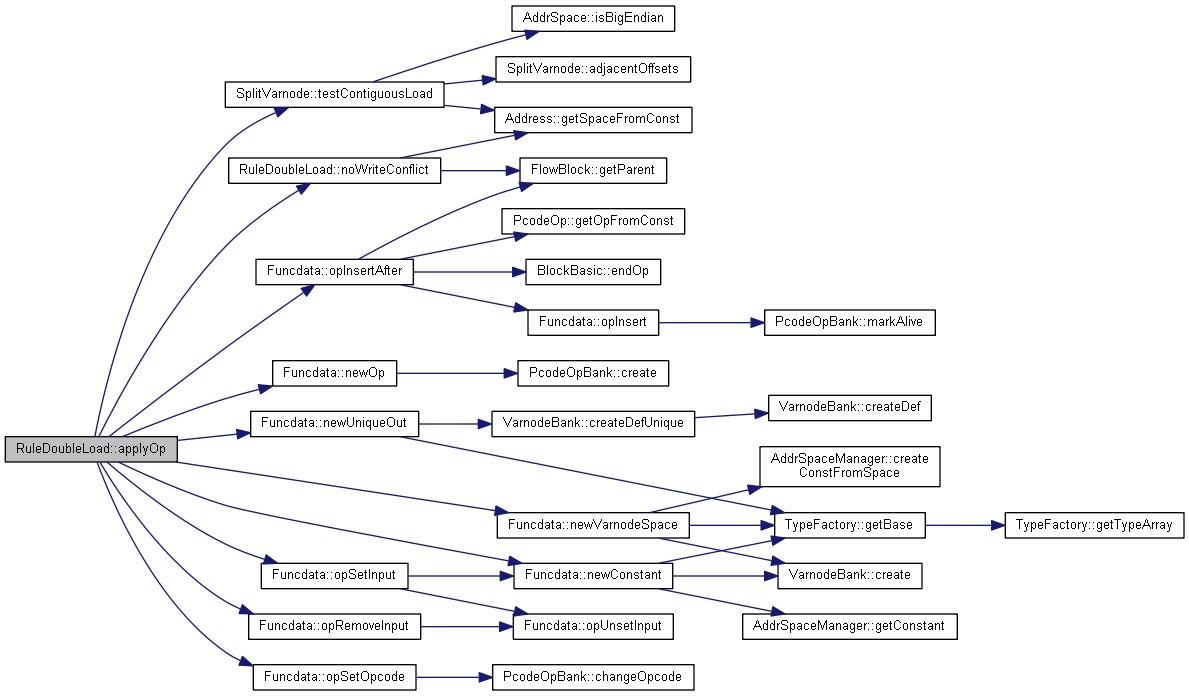 AddrSpace::isBigEndian
SplitVarnode::adjacentOffsets
SplitVarnode::testContiguousLoad
Address::getSpaceFromConst
RuleDoubleLoad::noWriteConflict
FlowBlock::getParent
PcodeOp::getOpFromConst
Funcdata::opInsertAfter
BlockBasic::endOp
Funcdata::opInsert
PcodeOpBank::markAlive
Funcdata::newOp
PcodeOpBank::create
VarnodeBank::createDef
Funcdata::newUniqueOut
VarnodeBank::createDefUnique
RuleDoubleLoad::applyOp
AddrSpaceManager::create
ConstFromSpace
Funcdata::newVarnodeSpace
TypeFactory::getBase
TypeFactory::getTypeArray
Funcdata::opSetInput
Funcdata::newConstant
VarnodeBank::create
Funcdata::opRemoveInput
Funcdata::opUnsetInput
AddrSpaceManager::getConstant
Funcdata::opSetOpcode
PcodeOpBank::changeOpcode